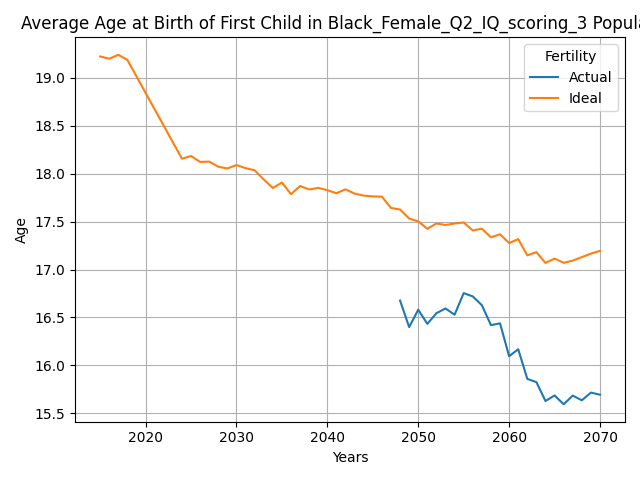 Average Age at Birth of First Child in Black_Female_Q2_IQ_scoring_3 Popula
Fertility
Actual
Ideal
19.0
18.5
18.0
17.5
17.0
16.5
16.0
15.5
Age
2020 2030 2040 2050 2060 2070
Years